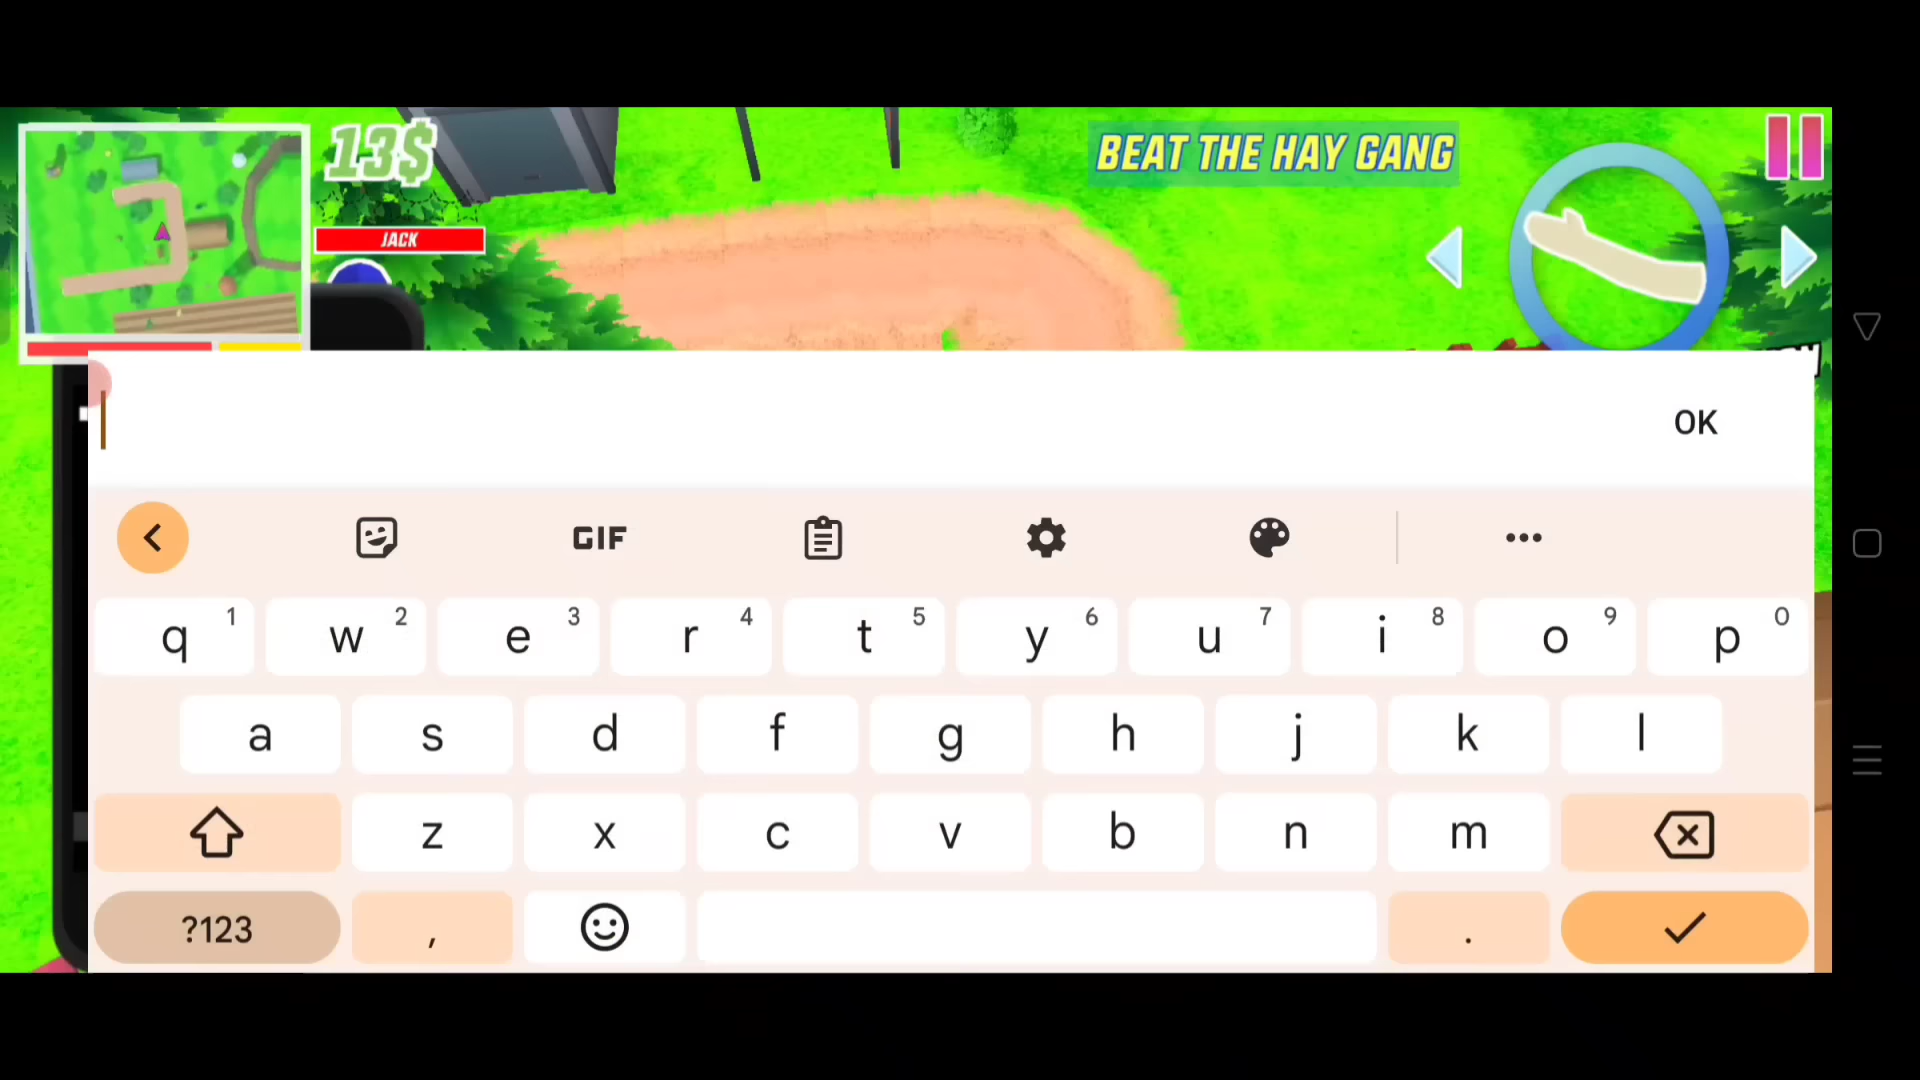 13$
BEAT THE HAY GANG
JACK
OK
GIF
q 1 w 2 e 3 r 4 t 5 y 6 u 7 i 8 o 9 p 0
a s d f g h j k l
z x c v b n m
?123 , .